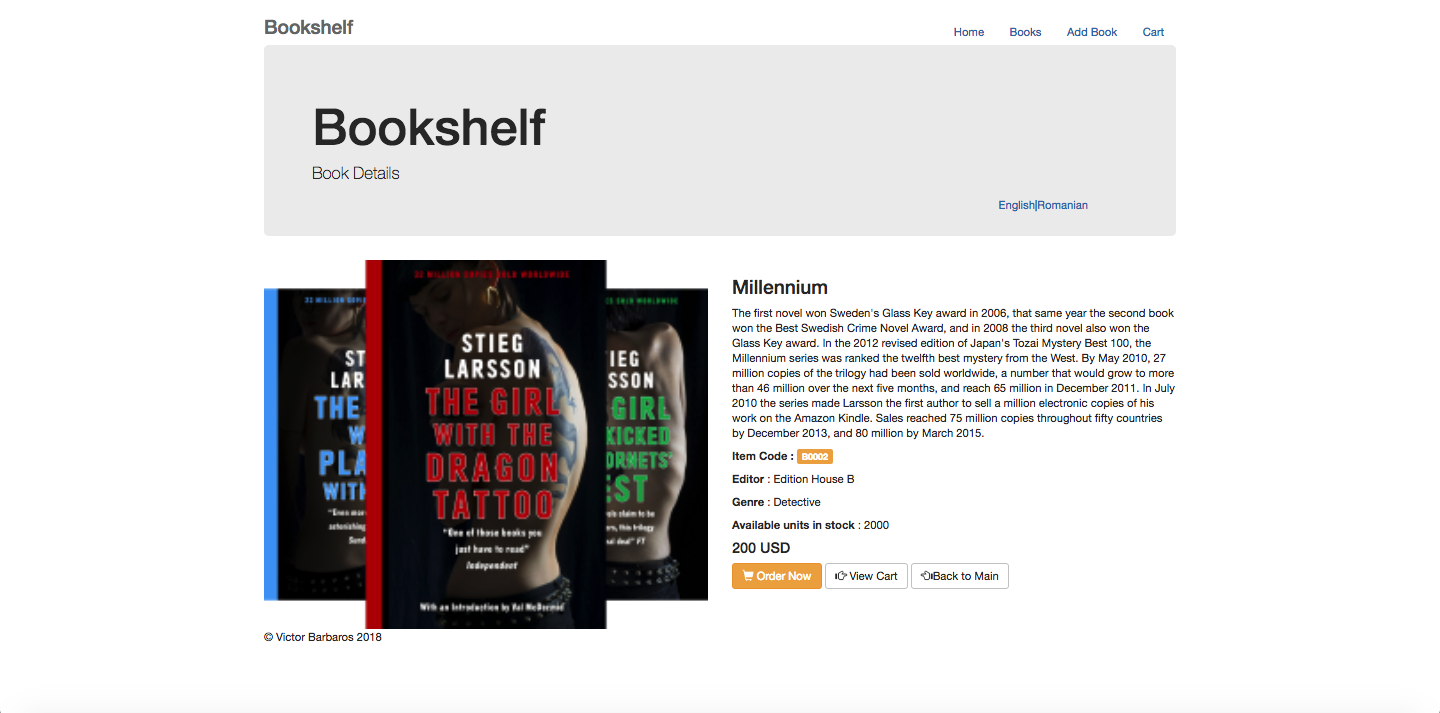 Bookshelf
Home Books Add Book Cart
Bookshelf
Book Details
English|Romanian
33 MILLION COPIES SOLD WORLDWIDE
STIEG
LARSSON
THE GIRL
WITH THE
DRAGON
TATTOO
"One of those books you
just have to read"
Independent
With an Introduction by Val McDermid
STI
LAR
THE
W
PLA
WITH
IEG
SSON
GIRL
KICKED
ORNETS'
EST
Millennium
The first novel won Sweden's Glass Key award in 2006, that same year the second book
won the Best Swedish Crime Novel Award, and in 2008 the third novel also won the
Glass Key award. In the 2012 revised edition of Japan's Tozai Mystery Best 100, the
Millennium series was ranked the twelfth best mystery from the West. By May 2010, 27
million copies of the trilogy had been sold worldwide, a number that would grow to more
than 46 million over the next five months, and reach 65 million in December 2011. In July
2010 the series made Larsson the first author to sell a million electronic copies of his
work on the Amazon Kindle. Sales reached 75 million copies throughout fifty countries
by December 2013, and 80 million by March 2015.
Item Code : B0002
Editor : Edition House B
Genre : Detective
Available units in stock : 2000
200 USD
Order Now View Cart Back to Main
© Victor Barbaros 2018